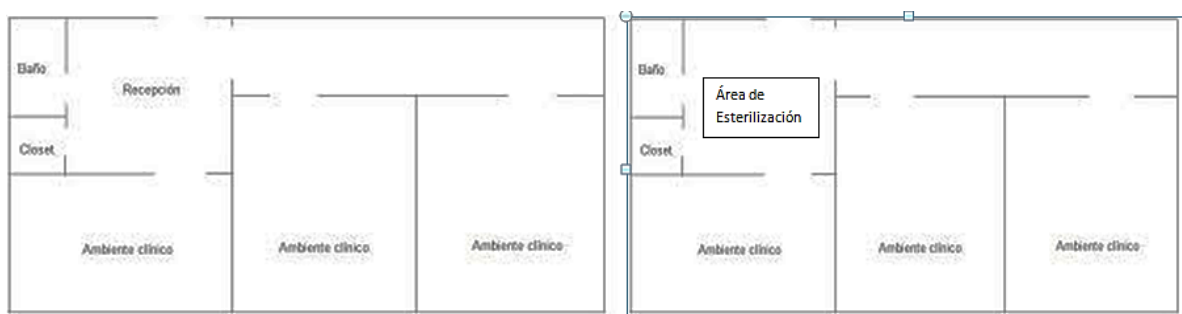 Baño
Recepción
Closet
Ambiente clínico
Ambiente clínico
Ambiente clínico
Baño
Área de
Esterilización
Closet
Ambiente clínico
Ambiente clínico
Ambiente clínico